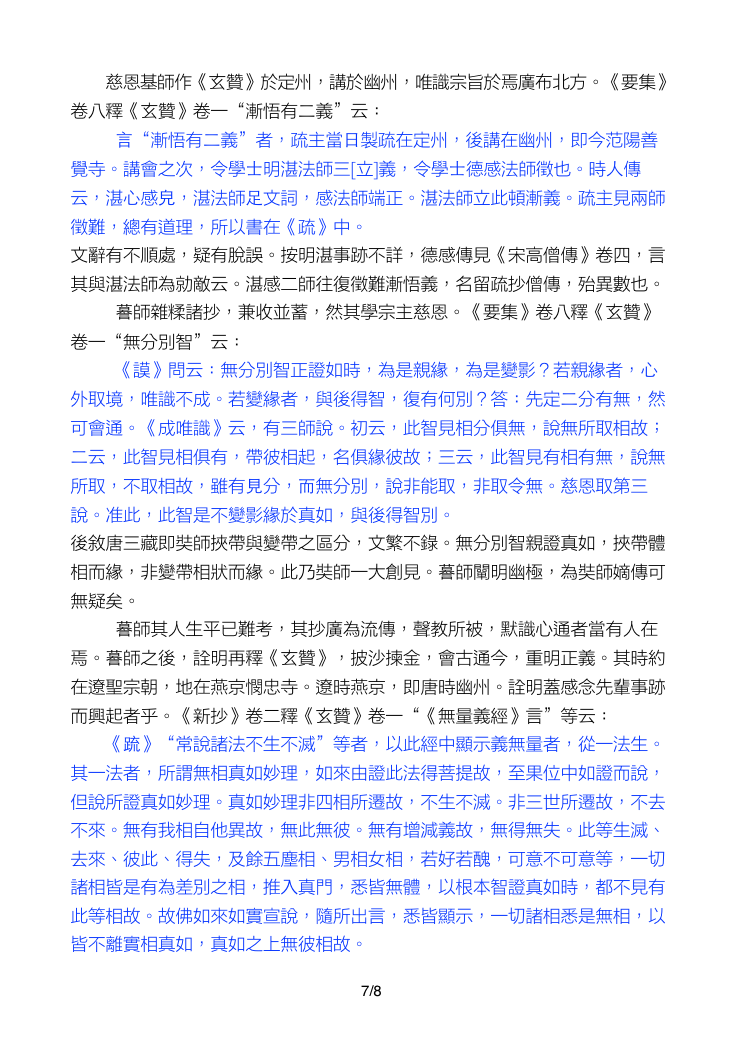 慈恩基師作《玄贊》於定州，講於幽州，唯識宗旨於焉廣布北方。《要集》
卷八釋《玄贊》卷一“漸悟有二義”云：
言“漸悟有二義”者，疏主當日製疏在定州，後講在幽州，即今范陽善
覺寺。講會之次，令學士明湛法師三[立]義，令學士德感法師徵也。時人傳
云，湛心感皃，湛法師足文詞，感法師端正。湛法師立此頓漸義。疏主見兩師
徵難，總有道理，所以書在《疏》中。
文辭有不順處，疑有脫誤。按明湛事跡不詳，德感傳見《宋高僧傳》卷四，言
其與湛法師為勍敵云。湛感二師往復徵難漸悟義，名留疏抄僧傳，殆異數也。
暮師雜糅諸抄，兼收並蓄，然其學宗主慈恩。《要集》卷八釋《玄贊》
卷一“無分別智”云：
《謨》問云：無分別智正證如時，為是親緣，為是變影？若親緣者，心
外取境，唯識不成。若變緣者，與後得智，復有何別？答：先定二分有無，然
可會通。《成唯識》云，有三師說。初云，此智見相分俱無，說無所取相故；
二云，此智見相俱有，帶彼相起，名俱緣彼故；三云，此智見有相有無，說無
所取，不取相故，雖有見分，而無分別，說非能取，非取令無。慈恩取第三
說。准此，此智是不變影緣於真如，與後得智別。
後敘唐三藏即奘師挾帶與變帶之區分，文繁不錄。無分別智親證真如，挾帶體
相而緣，非變帶相狀而緣。此乃奘師一大創見。暮師闡明幽極，為奘師嫡傳可
無疑矣。
暮師其人生平已難考，其抄廣為流傳，聲教所被，默識心通者當有人在
焉。暮師之後，詮明再釋《玄贊》，披沙揀金，會古通今，重明正義。其時約
在遼聖宗朝，地在燕京憫忠寺。遼時燕京，即唐時幽州。詮明蓋感念先輩事跡
而興起者乎。《新抄》卷二釋《玄贊》卷一“《無量義經》言”等云：
《疏》“常說諸法不生不滅”等者，以此經中顯示義無量者，從一法生。
其一法者，所謂無相真如妙理，如來由證此法得菩提故，至果位中如證而說，
但說所證真如妙理。真如妙理非四相所遷故，不生不滅。非三世所遷故，不去
不來。無有我相自他異故，無此無彼。無有增減義故，無得無失。此等生滅、
去來、彼此、得失，及餘五塵相、男相女相，若好若醜，可意不可意等，一切
諸相皆是有為差別之相，推入真門，悉皆無體，以根本智證真如時，都不見有
此等相故。故佛如來如實宣說，隨所出言，悉皆顯示，一切諸相悉是無相，以
皆不離實相真如，真如之上無彼相故。
7/8